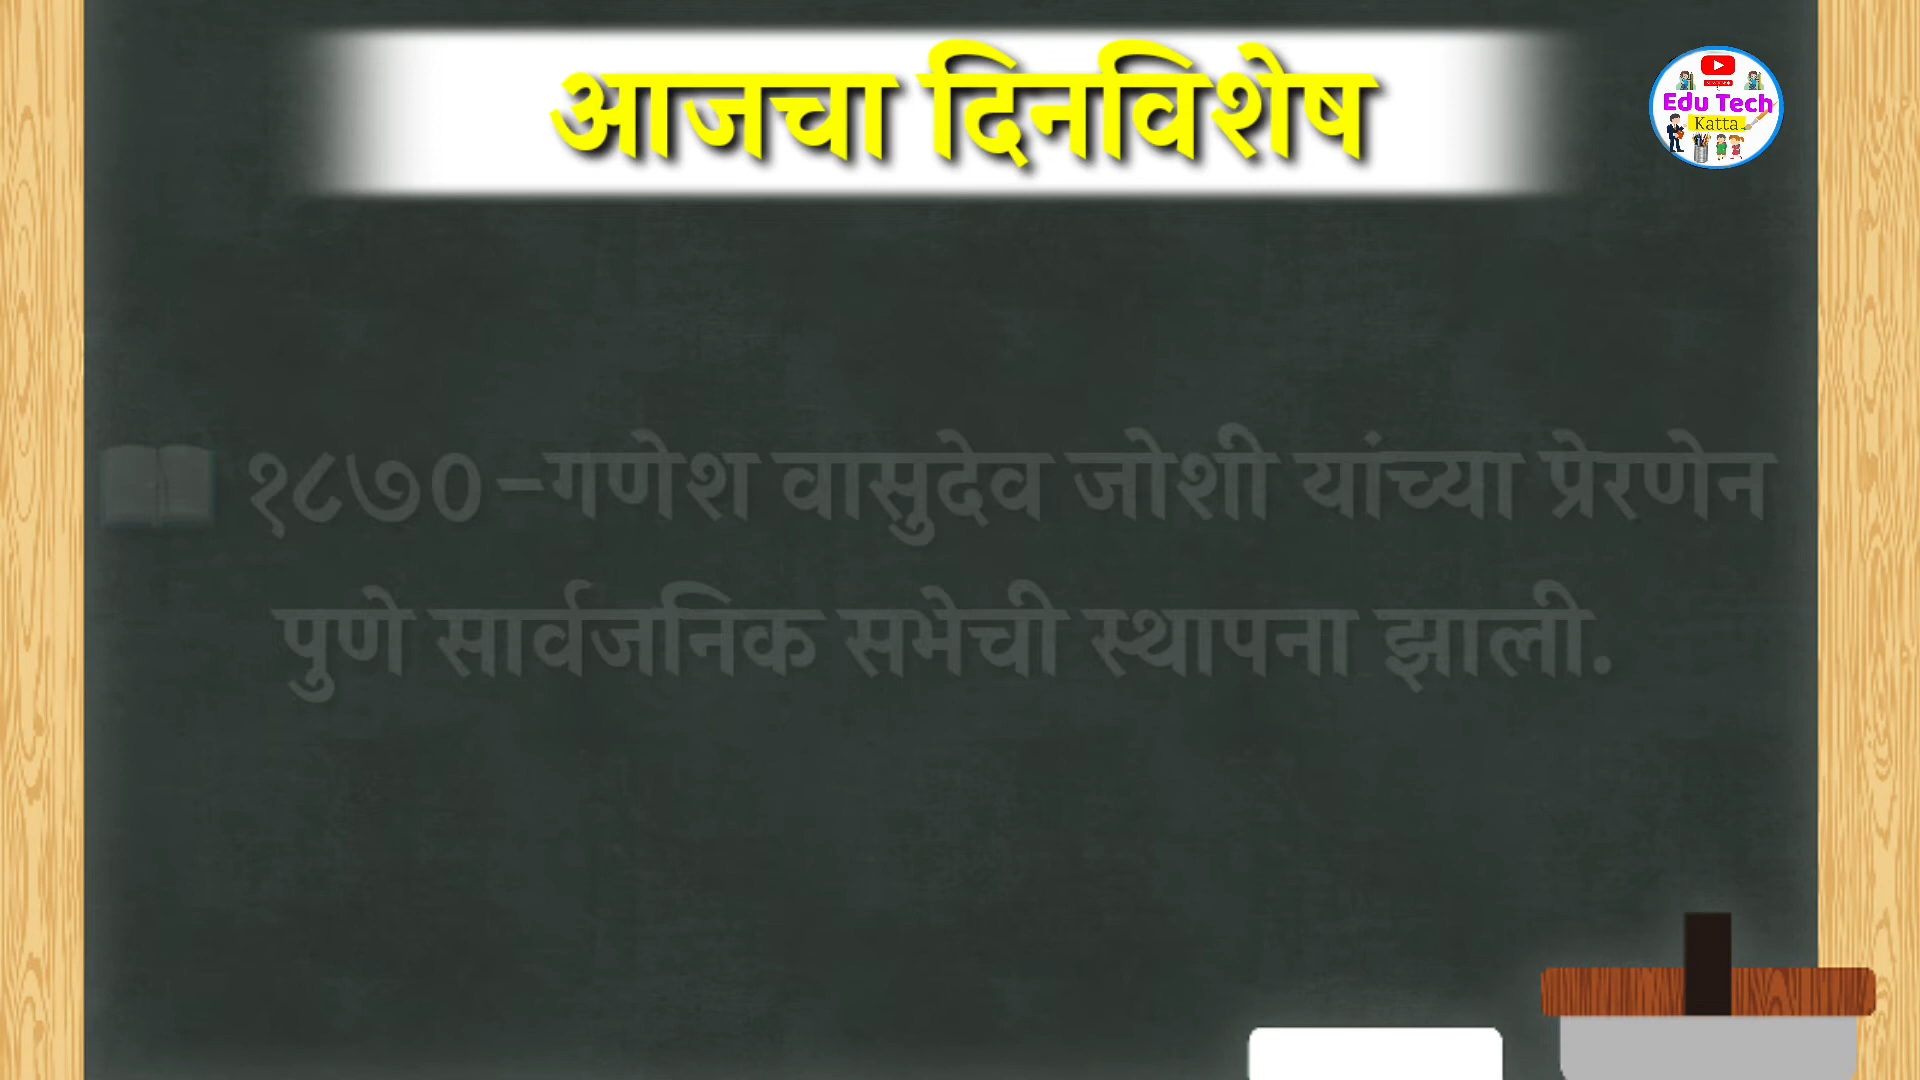 आजचा दिनविशेष
Edu Tech
Katta
१८७०-गणेश वासुदेव जोशी यांच्या प्रेरणेन
पुणे सार्वजनिक सभेची स्थापना झाली.